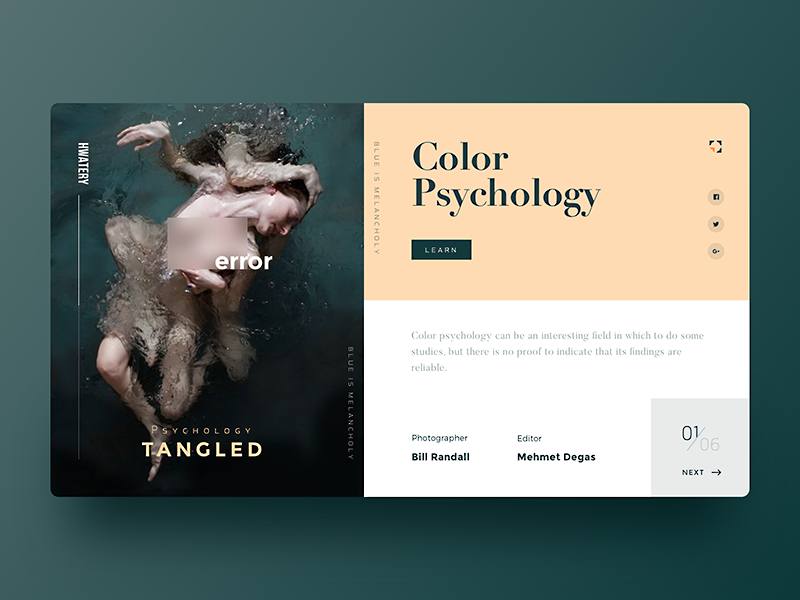 HWATERY
error
BLUE IS MELANCHOLY
PSYCHOLOGY
TANGLED
BLUE IS MELANCHOLY
Color
Psychology
LEARN
Color psychology can be an interesting field in which to do some
studies, but there is no proof to indicate that its findings are
reliable.
Photographer
Bill Randall
Editor
Mehmet Degas
01/06
NEXT